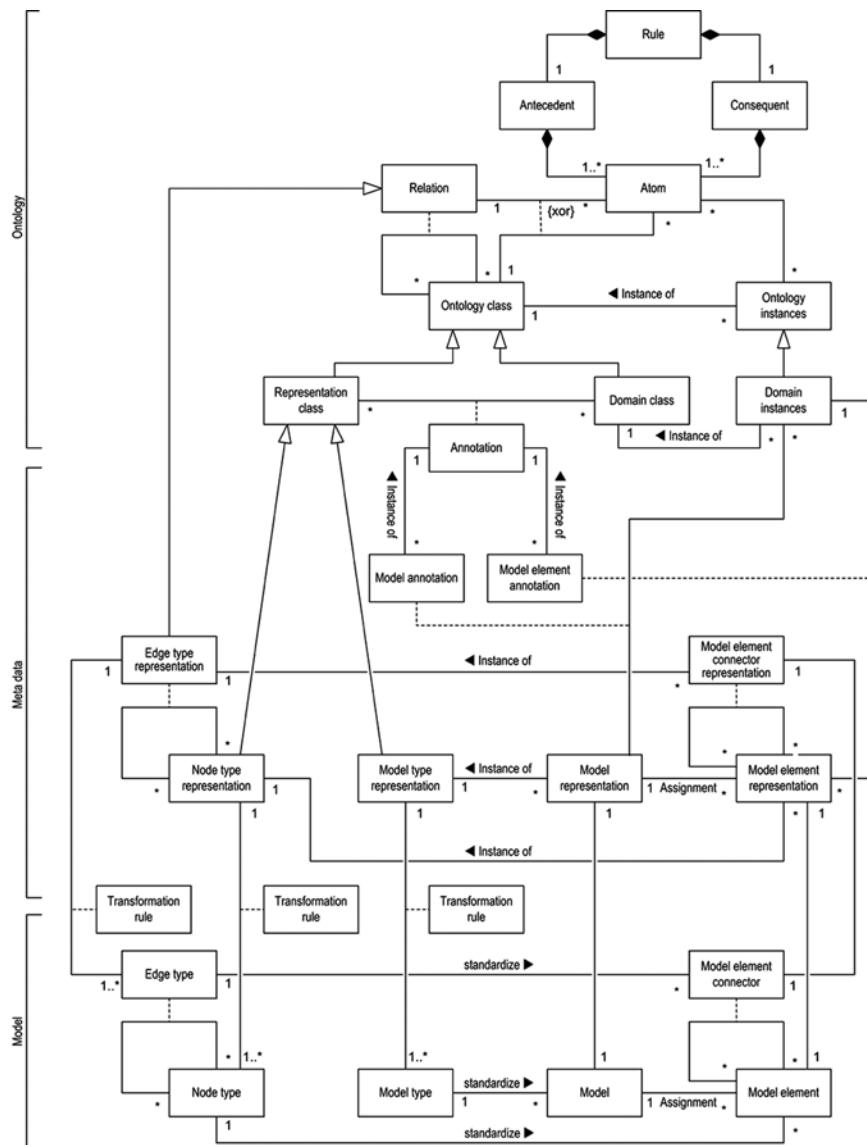 Rule
1
1
Antecedent
Consequent
1..*
1..*
Relation
Atom
1
{xor}
*
*
*
Ontology
*
*
1
*
Ontology class
◄ Instance of
Ontology
instances
1
*
Representation
class
Domain class
Domain
instances
1
*
*
1
◄ Instance of
*
*
Annotation
1
1
◄ Instance of
◄ Instance of
*
*
Model annotation
Model element
annotation
Meta data
Edge type
representation
Model element
connector
representation
1
1
◄ Instance of
*
1
*
*
*
*
Node type
representation
Model type
representation
Model
representation
Model element
representation
1
◄ Instance of
1
*
1
Assignment
*
*
*
1
1
1
*
1
◄ Instance of
Transformation
rule
Transformation
rule
Transformation
rule
Model
Edge type
Model element
connector
1..*
1
standardize ►
*
1
*
1..*
1..*
1
*
*
1
Node type
Model type
Model
Model element
*
standardize ►
1
*
1
Assignment
*
1
standardize ►
*